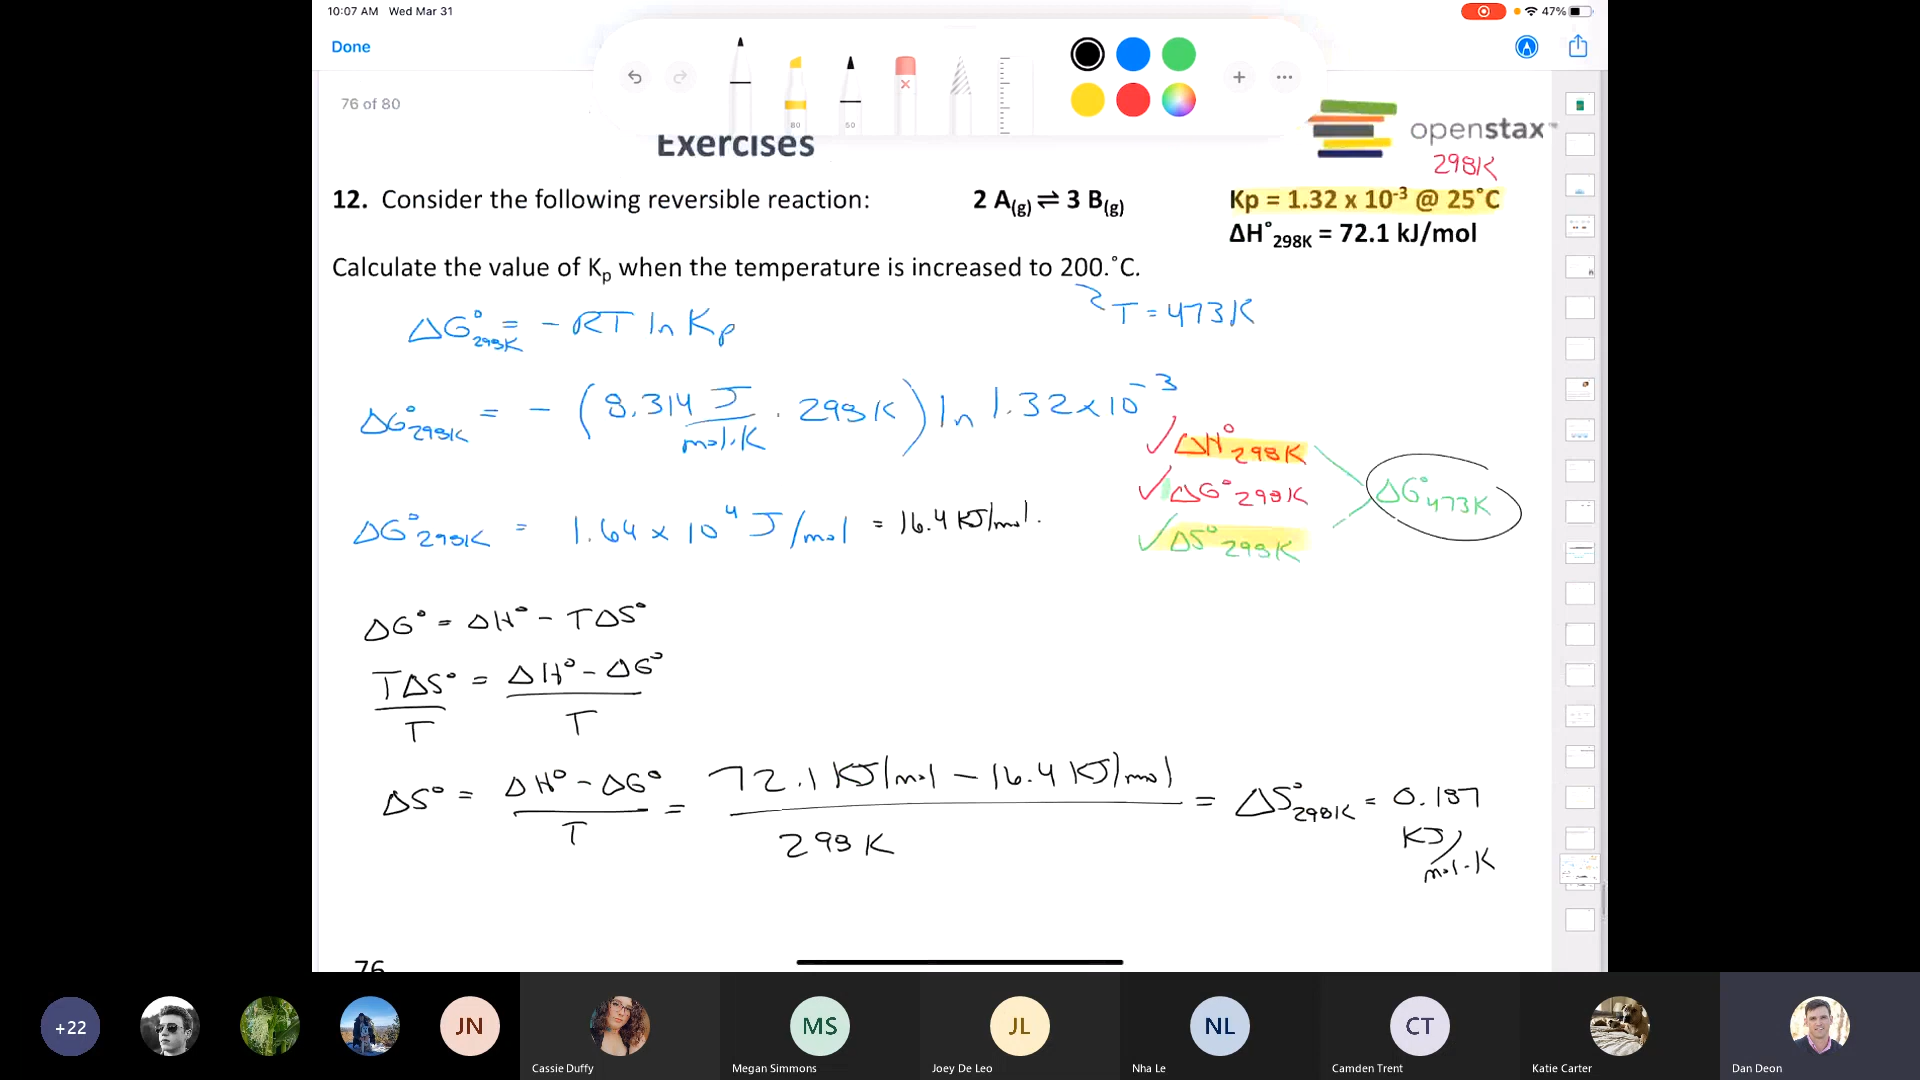 10:07 AM Wed Mar 31
47%
Done
76 of 80
80
50
Exercises
openstax™
298K
12. Consider the following reversible reaction: 2 A(g) ⇌ 3 B(g) Kp = 1.32 x 10⁻³ @ 25°C
ΔH°298K = 72.1 kJ/mol
Calculate the value of Kp when the temperature is increased to 200.°C.
T = 473K
ΔG°298K = - RT ln Kp
ΔG°298K = - (8.314 J/mol·K · 298K) ln 1.32 x 10⁻³
✓ ΔH°298K
✓ ΔG°298K
ΔG°473K
✓ ΔS°298K
ΔG°298K = 1.64 x 10⁴ J/mol = 16.4 KJ/mol.
ΔG° = ΔH° - TΔS°
TΔS°/T = ΔH° - ΔG°/T
ΔS° = ΔH° - ΔG°/T = 72.1 KJ/mol - 16.4 KJ/mol / 298K = ΔS°298K = 0.187 KJ/mol·K
76
+22
JN
MS
JL
NL
CT
Cassie Duffy
Megan Simmons
Joey De Leo
Nha Le
Camden Trent
Katie Carter
Dan Deon